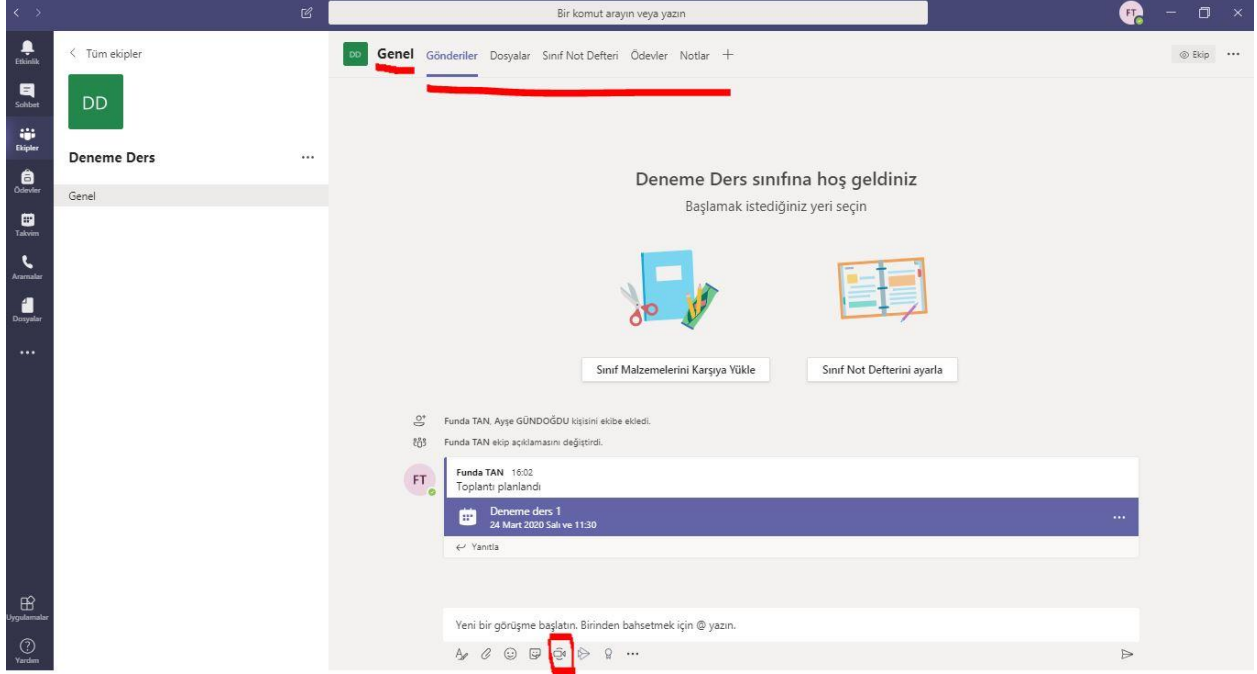 Bir komut arayın veya yazın
FT
Etkinlik
Sohbet
Ekipler
Ödevler
Takvim
Aramalar
Dosyalar
Uygulamalar
Yardım
Tüm ekipler
DD
Deneme Ders
Genel
DD Genel Gönderiler Dosyalar Sınıf Not Defteri Ödevler Notlar
Ekip
Deneme Ders sınıfına hoş geldiniz
Başlamak istediğiniz yeri seçin
Sınıf Malzemelerini Karşıya Yükle
Sınıf Not Defterini ayarla
Funda TAN, Ayşe GÜNDOĞDU kişisini ekibe ekledi.
Funda TAN ekip açıklamasını değiştirdi.
FT
Funda TAN 16:02
Toplantı planlandı
Deneme ders 1
24 Mart 2020 Salı ve 11:30
Yanıtla
Yeni bir görüşme başlatın. Birinden bahsetmek için @ yazın.